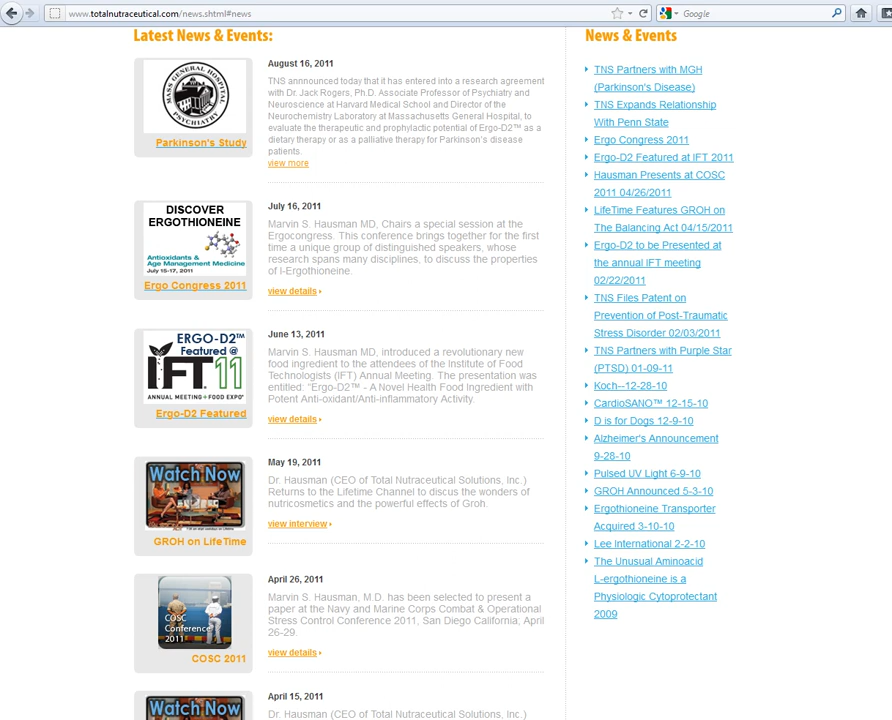 www.totalnutraceutical.com/news.shtml#news
Google
Latest News & Events:
MASS GENERAL HOSPITAL
PSYCHIATRY
Parkinson's Study
August 16, 2011
TNS annnounced today that it has entered into a research agreement
with Dr. Jack Rogers, Ph.D. Associate Professor of Psychiatry and
Neuroscience at Harvard Medical School and Director of the
Neurochemistry Laboratory at Massachusetts General Hospital, to
evaluate the therapeutic and prophylactic potential of Ergo-D2™ as a
dietary therapy or as a palliative therapy for Parkinson's disease
patients.
view more
DISCOVER
ERGOTHIONEINE
Antioxidants &
Age Management Medicine
July 15-17, 2011
Ergo Congress 2011
July 16, 2011
Marvin S. Hausman MD, Chairs a special session at the
Ergocongress. This conference brings together for the first
time a unique group of distinguished speakers, whose
research spans many disciplines, to discuss the properties
of l-Ergothioneine.
view details
ERGO-D2™
Featured @
IFT 11
ANNUAL MEETING + FOOD EXPO®
Ergo-D2 Featured
June 13, 2011
Marvin S. Hausman MD, introduced a revolutionary new
food ingredient to the attendees of the Institute of Food
Technologists (IFT) Annual Meeting. The presentation was
entitled: “Ergo-D2™ - A Novel Health Food Ingredient with
Potent Anti-oxidant/Anti-inflammatory Activity.
view details
Watch Now
GROH on LifeTime
May 19, 2011
Dr. Hausman (CEO of Total Nutraceutical Solutions, Inc.)
Returns to the Lifetime Channel to discus the wonders of
nutricosmetics and the powerful effects of Groh.
view interview
COSC
Conference
2011
COSC 2011
April 26, 2011
Marvin S. Hausman, M.D. has been selected to present a
paper at the Navy and Marine Corps Combat & Operational
Stress Control Conference 2011, San Diego California, April
26-29.
view details
Watch Now
April 15, 2011
Dr. Hausman (CEO of Total Nutraceutical Solutions, Inc.)
News & Events
TNS Partners with MGH
(Parkinson's Disease)
TNS Expands Relationship
With Penn State
Ergo Congress 2011
Ergo-D2 Featured at IFT 2011
Hausman Presents at COSC
2011 04/26/2011
LifeTime Features GROH on
The Balancing Act 04/15/2011
Ergo-D2 to be Presented at
the annual IFT meeting
02/22/2011
TNS Files Patent on
Prevention of Post-Traumatic
Stress Disorder 02/03/2011
TNS Partners with Purple Star
(PTSD) 01-09-11
Koch--12-28-10
CardioSANO™ 12-15-10
D is for Dogs 12-9-10
Alzheimer's Announcement
9-28-10
Pulsed UV Light 6-9-10
GROH Announced 5-3-10
Ergothioneine Transporter
Acquired 3-10-10
Lee International 2-2-10
The Unusual Aminoacid
L-ergothioneine is a
Physiologic Cytoprotectant
2009